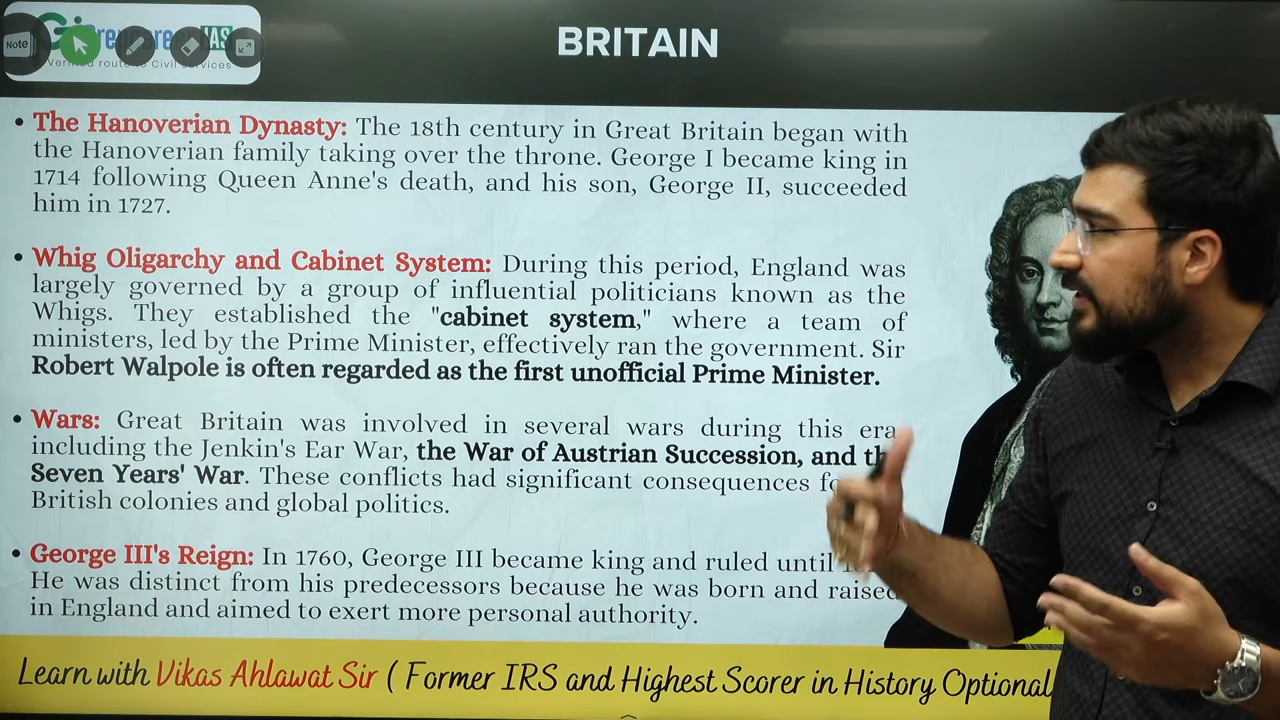 Note
IAS
Verified route to Civil services
BRITAIN
• The Hanoverian Dynasty: The 18th century in Great Britain began with
the Hanoverian family taking over the throne. George I became king in
1714 following Queen Anne's death, and his son, George II, succeeded
him in 1727.
• Whig Oligarchy and Cabinet System: During this period, England was
largely governed by a group of influential politicians known as the
Whigs. They established the "cabinet system," where a team of
ministers, led by the Prime Minister, effectively ran the government. Sir
Robert Walpole is often regarded as the first unofficial Prime Minister.
• Wars: Great Britain was involved in several wars during this era
including the Jenkin's Ear War, the War of Austrian Succession, and th
Seven Years' War. These conflicts had significant consequences fo
British colonies and global politics.
• George III's Reign: In 1760, George III became king and ruled until
He was distinct from his predecessors because he was born and raised
in England and aimed to exert more personal authority.
Learn with Vikas Ahlawat Sir ( Former IRS and Highest Scorer in History Optional